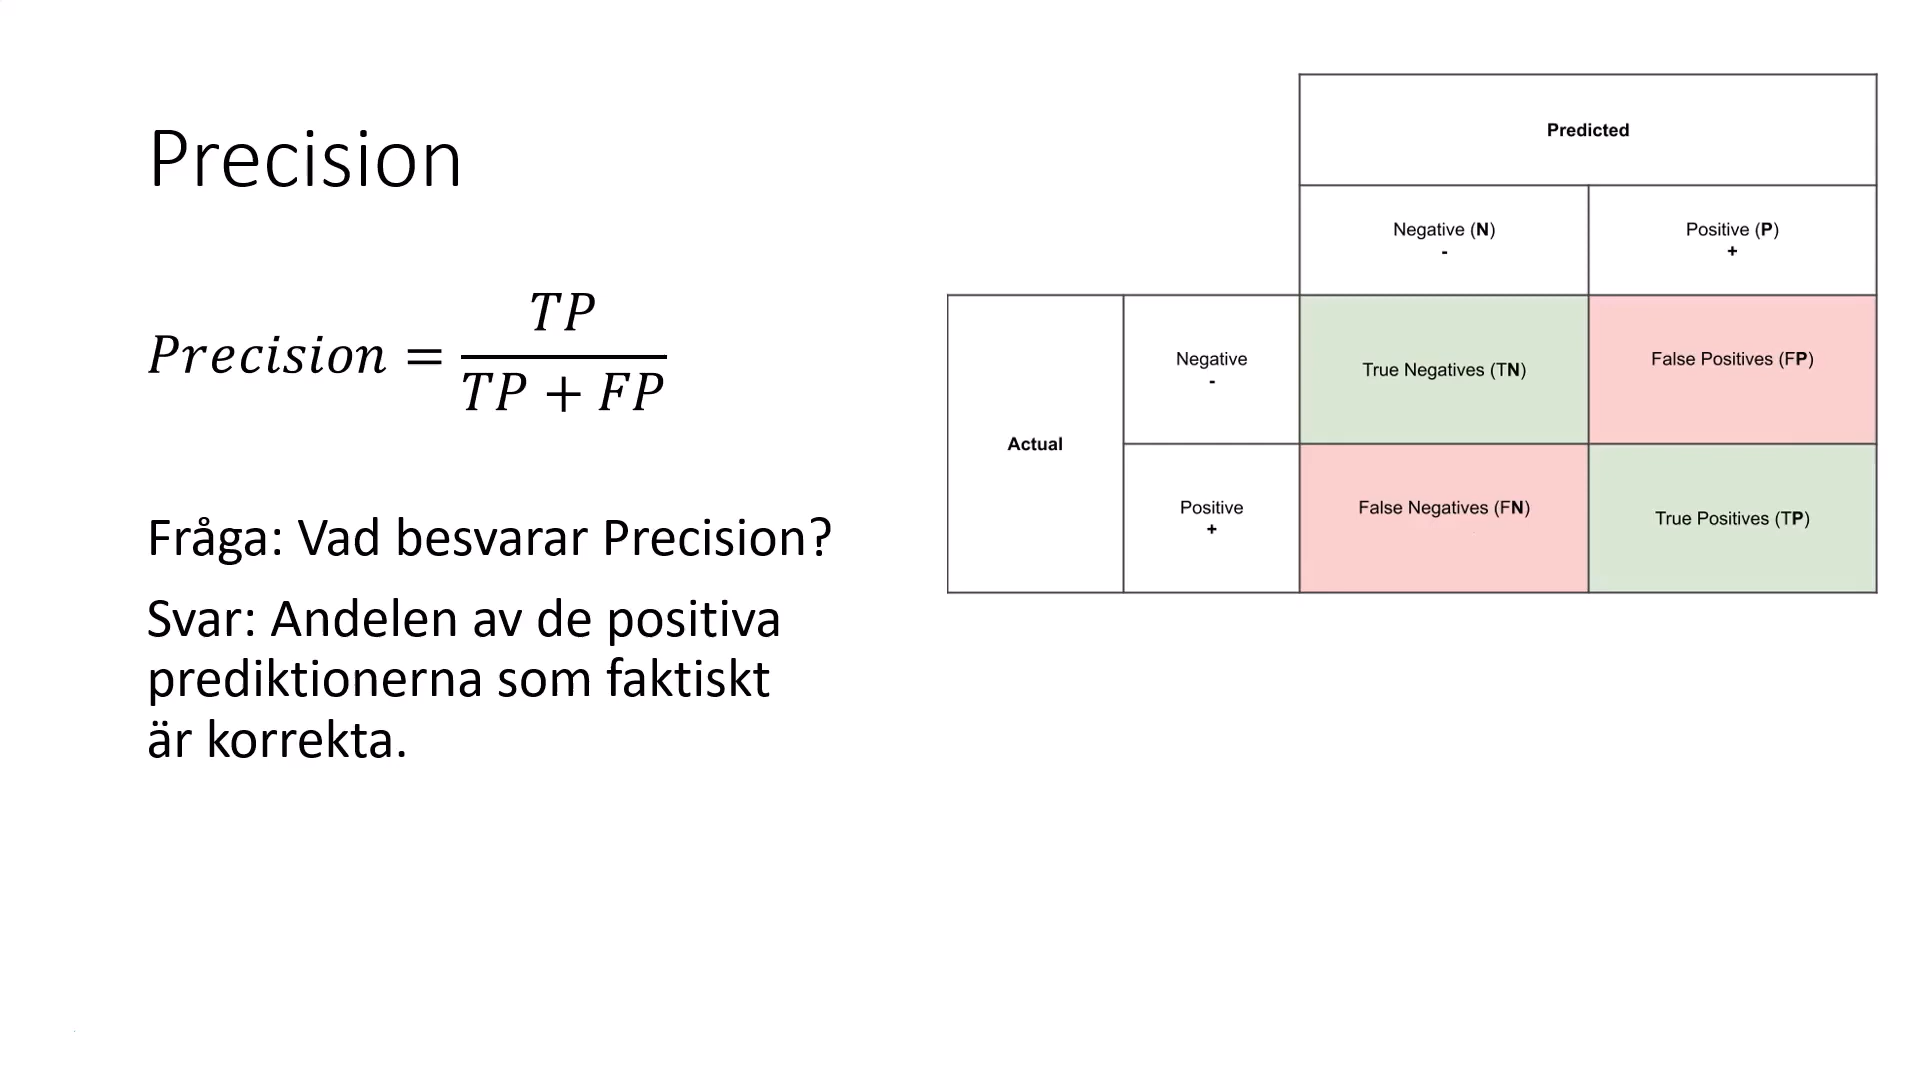 Precision
Precision = TP / (TP + FP)
Fråga: Vad besvarar Precision?
Svar: Andelen av de positiva
prediktionerna som faktiskt
är korrekta.
Predicted
Negative (N)
-
Positive (P)
+
Actual
Negative
-
True Negatives (TN)
False Positives (FP)
Positive
+
False Negatives (FN)
True Positives (TP)